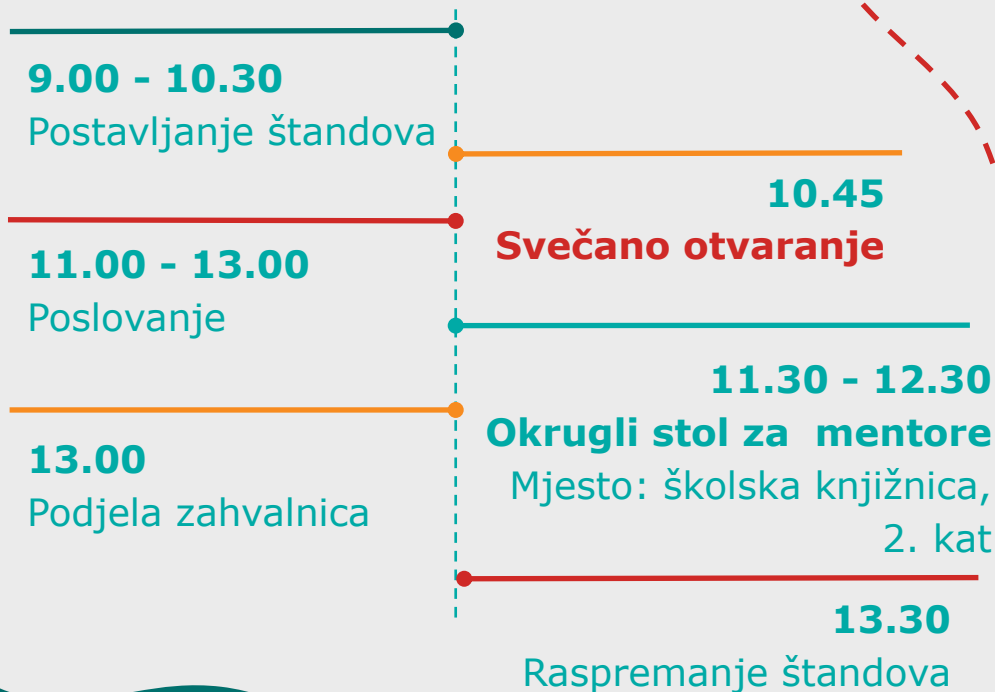 9.00 - 10.30
Postavljanje štandova
10.45
Svečano otvaranje
11.00 - 13.00
Poslovanje
11.30 - 12.30
Okrugli stol za  mentore
Mjesto: školska knjižnica,
2. kat
13.00
Podjela zahvalnica
13.30
Raspremanje štandova